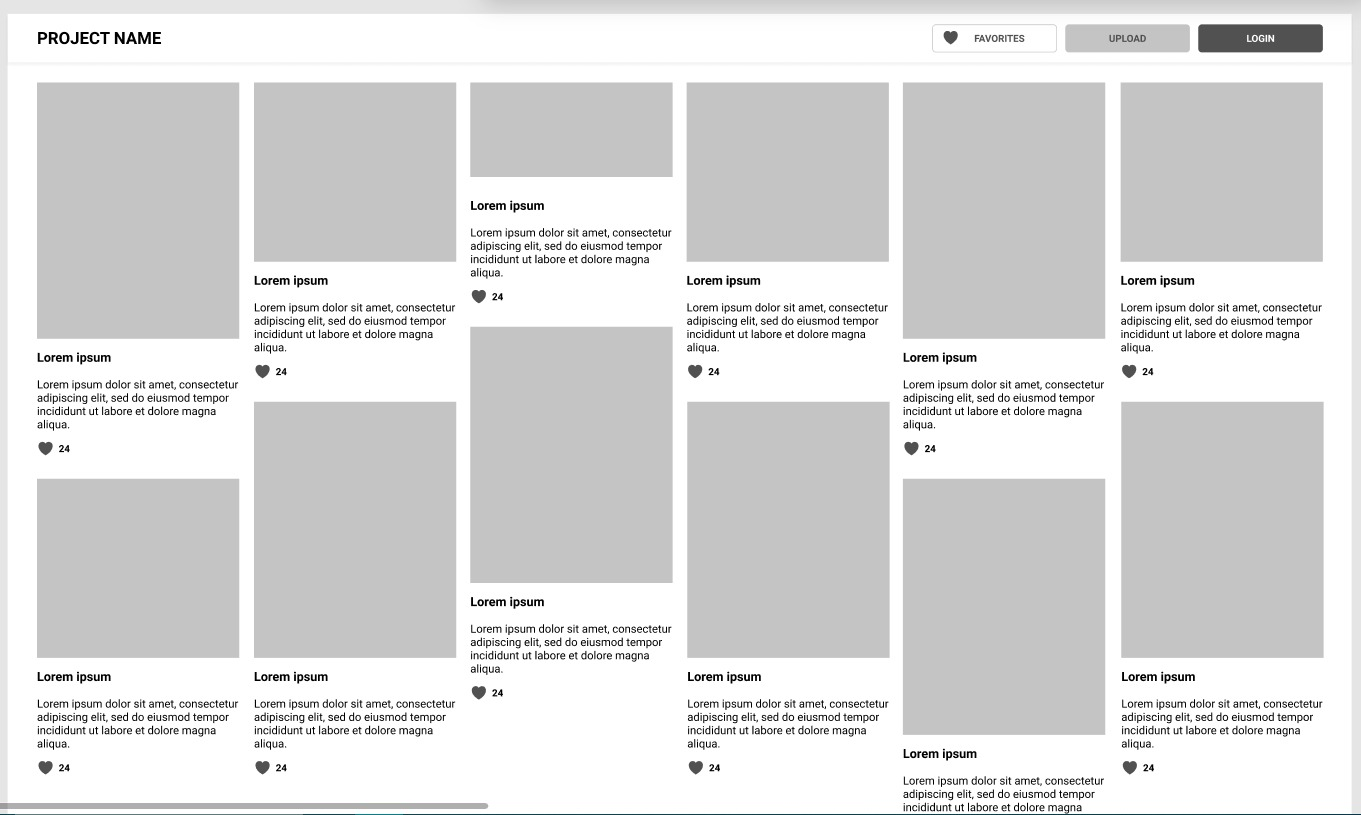 PROJECT NAME
FAVORITES
UPLOAD
LOGIN
Lorem ipsum
Lorem ipsum dolor sit amet, consectetur
adipiscing elit, sed do eiusmod tempor
incididunt ut labore et dolore magna
aliqua.
24
Lorem ipsum
Lorem ipsum dolor sit amet, consectetur
adipiscing elit, sed do eiusmod tempor
incididunt ut labore et dolore magna
aliqua.
24
Lorem ipsum
Lorem ipsum dolor sit amet, consectetur
adipiscing elit, sed do eiusmod tempor
incididunt ut labore et dolore magna
aliqua.
24
Lorem ipsum
Lorem ipsum dolor sit amet, consectetur
adipiscing elit, sed do eiusmod tempor
incididunt ut labore et dolore magna
aliqua.
24
Lorem ipsum
Lorem ipsum dolor sit amet, consectetur
adipiscing elit, sed do eiusmod tempor
incididunt ut labore et dolore magna
aliqua.
24
Lorem ipsum
Lorem ipsum dolor sit amet, consectetur
adipiscing elit, sed do eiusmod tempor
incididunt ut labore et dolore magna
aliqua.
24
Lorem ipsum
Lorem ipsum dolor sit amet, consectetur
adipiscing elit, sed do eiusmod tempor
incididunt ut labore et dolore magna
aliqua.
24
Lorem ipsum
Lorem ipsum dolor sit amet, consectetur
adipiscing elit, sed do eiusmod tempor
incididunt ut labore et dolore magna
aliqua.
24
Lorem ipsum
Lorem ipsum dolor sit amet, consectetur
adipiscing elit, sed do eiusmod tempor
incididunt ut labore et dolore magna
aliqua.
24
Lorem ipsum
Lorem ipsum dolor sit amet, consectetur
adipiscing elit, sed do eiusmod tempor
incididunt ut labore et dolore magna
aliqua.
24
Lorem ipsum
Lorem ipsum dolor sit amet, consectetur
adipiscing elit, sed do eiusmod tempor
incididunt ut labore et dolore magna
Lorem ipsum
Lorem ipsum dolor sit amet, consectetur
adipiscing elit, sed do eiusmod tempor
incididunt ut labore et dolore magna
aliqua.
24